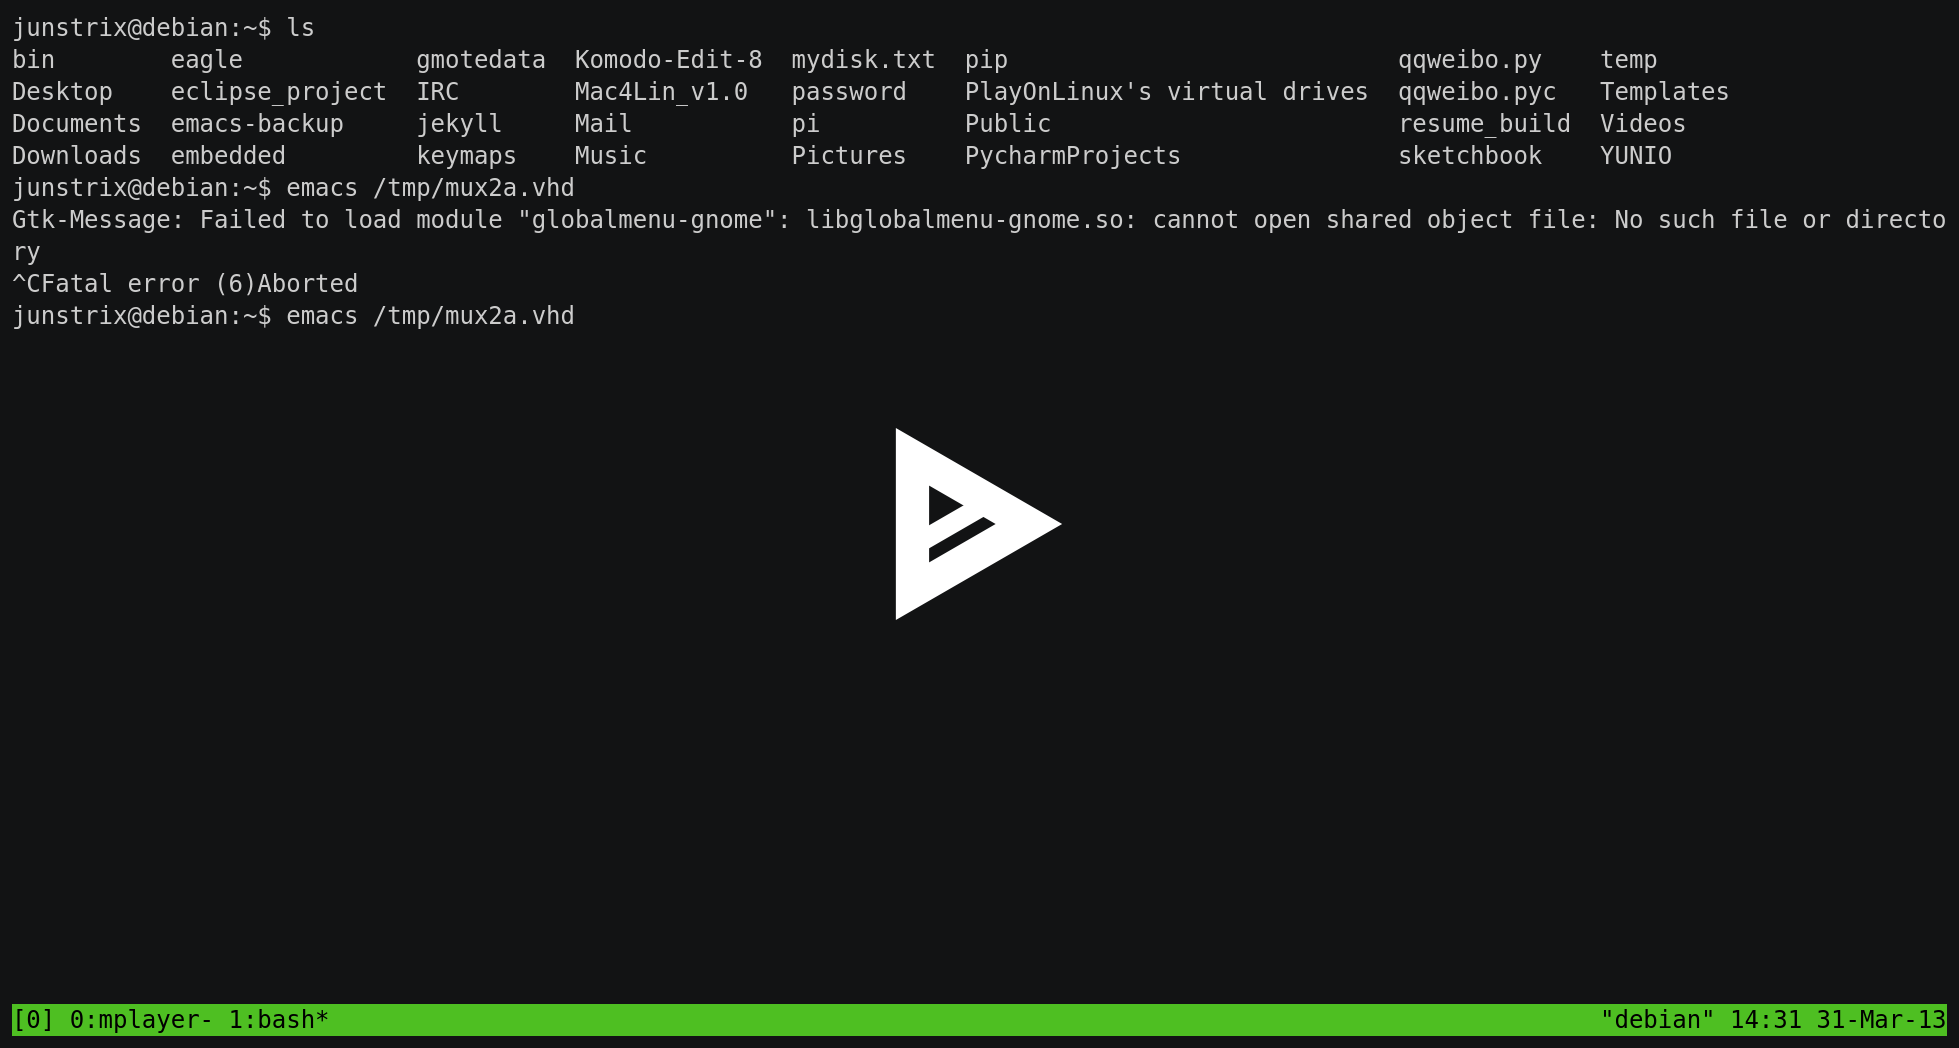 junstrix@debian:~$ ls
bin        eagle            gmotedata  Komodo-Edit-8  mydisk.txt  pip                           qqweibo.py    temp
Desktop    eclipse_project  IRC        Mac4Lin_v1.0   password    PlayOnLinux's virtual drives  qqweibo.pyc   Templates
Documents  emacs-backup     jekyll     Mail           pi          Public                        resume_build  Videos
Downloads  embedded         keymaps    Music          Pictures    PycharmProjects               sketchbook    YUNIO
junstrix@debian:~$ emacs /tmp/mux2a.vhd
Gtk-Message: Failed to load module "globalmenu-gnome": libglobalmenu-gnome.so: cannot open shared object file: No such file or directo
ry
^CFatal error (6)Aborted
junstrix@debian:~$ emacs /tmp/mux2a.vhd
[0] 0:mplayer- 1:bash*                                                                                        "debian" 14:31 31-Mar-13